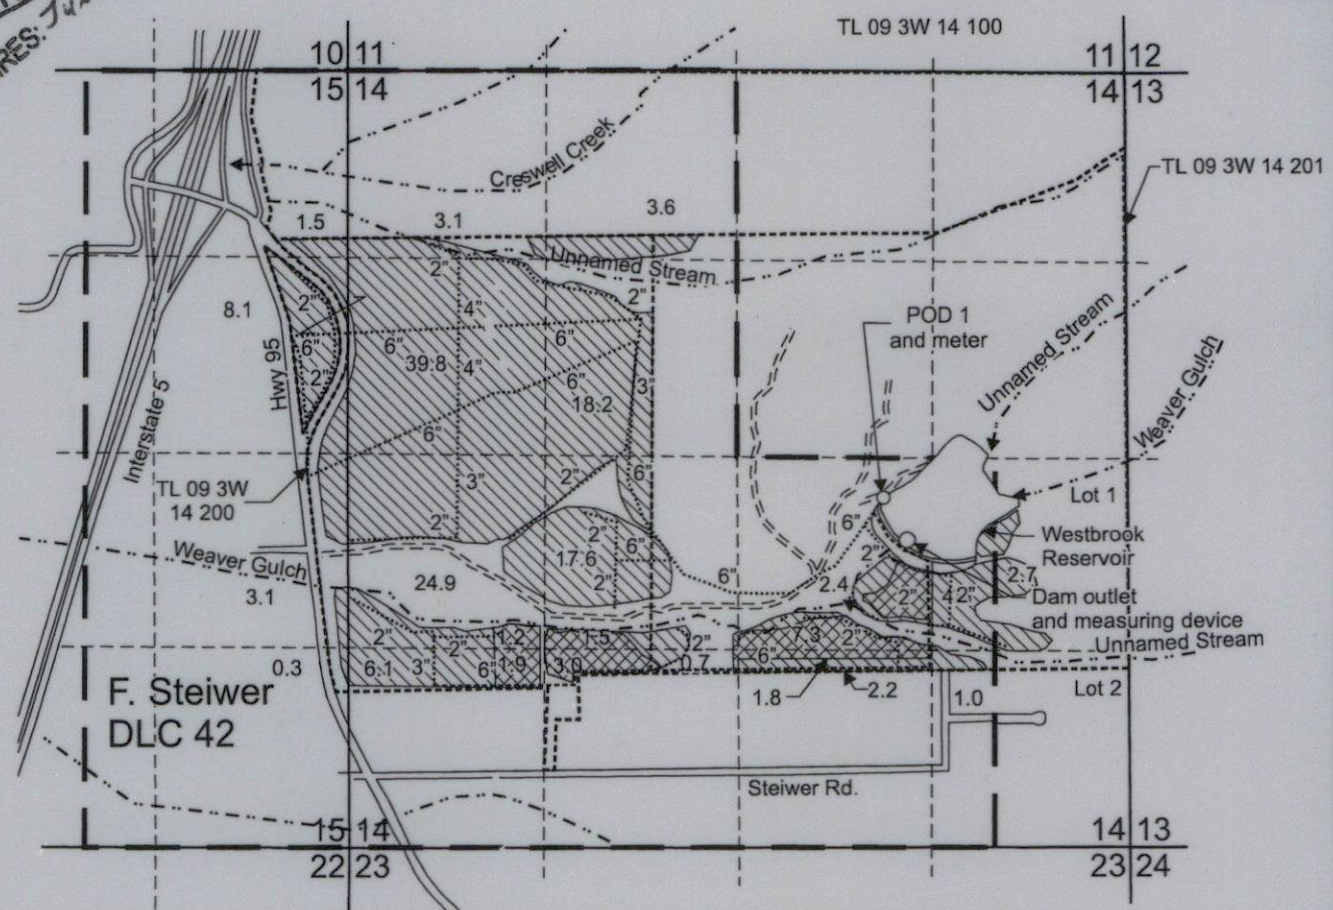 RES:
TL 09 3W 14 100
10 11
11 12
15 14
14 13
Creswell Creek
TL 09 3W 14 201
1.5
3.1
3.6
Unnamed Stream
2"
2"
8.1
2"
4"
POD 1
and meter
Unnamed Stream
Hwy 95
6"
6"
39.8
4"
6"
6"
3"
2"
18.2
Weaver Gulch
Interstate 5
6"
TL 09 3W
14 200
3"
2"
6"
Lot 1
2"
2"
6"
6"
Westbrook
Reservoir
Weaver Gulch
17.6
2"
2"
24.9
6"
2.4
2"
4
2"
2.7
Dam outlet
and measuring device
3.1
2"
2"
1.2
1.5
2"
7.3
2"
Unnamed Stream
0.3
6.1
3"
6"
1.9
3.0
0.7
6"
F. Steiwer
DLC 42
1.8
2.2
1.0
Lot 2
Steiwer Rd.
15 14
14 13
22 23
23 24